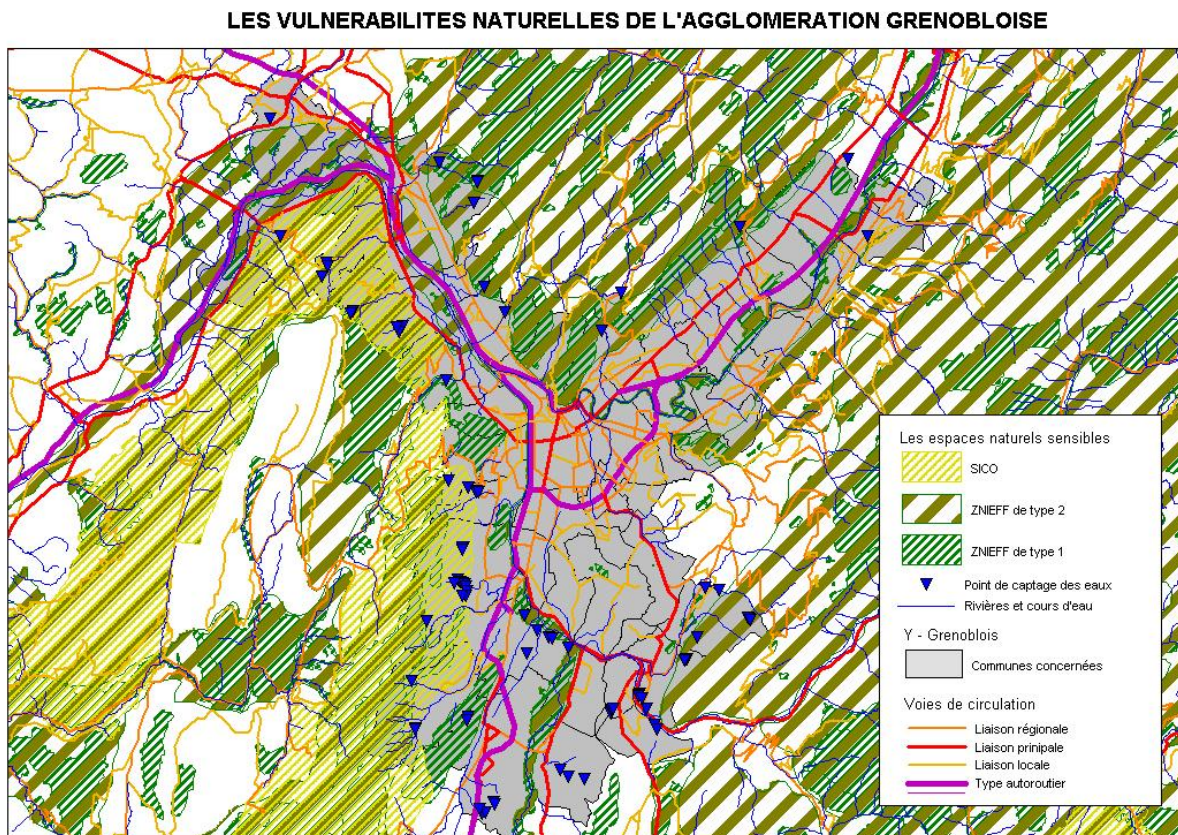 LES VULNERABILITES NATURELLES DE L'AGGLOMERATION GRENOBLOISE
Les espaces naturels sensibles
SICO
ZNIEFF de type 2
ZNIEFF de type 1
Point de captage des eaux
Rivières et cours d'eau
Y - Grenoblois
Communes concernées
Voies de circulation
Liaison régionale
Liaison prinipale
Liaison locale
Type autoroutier